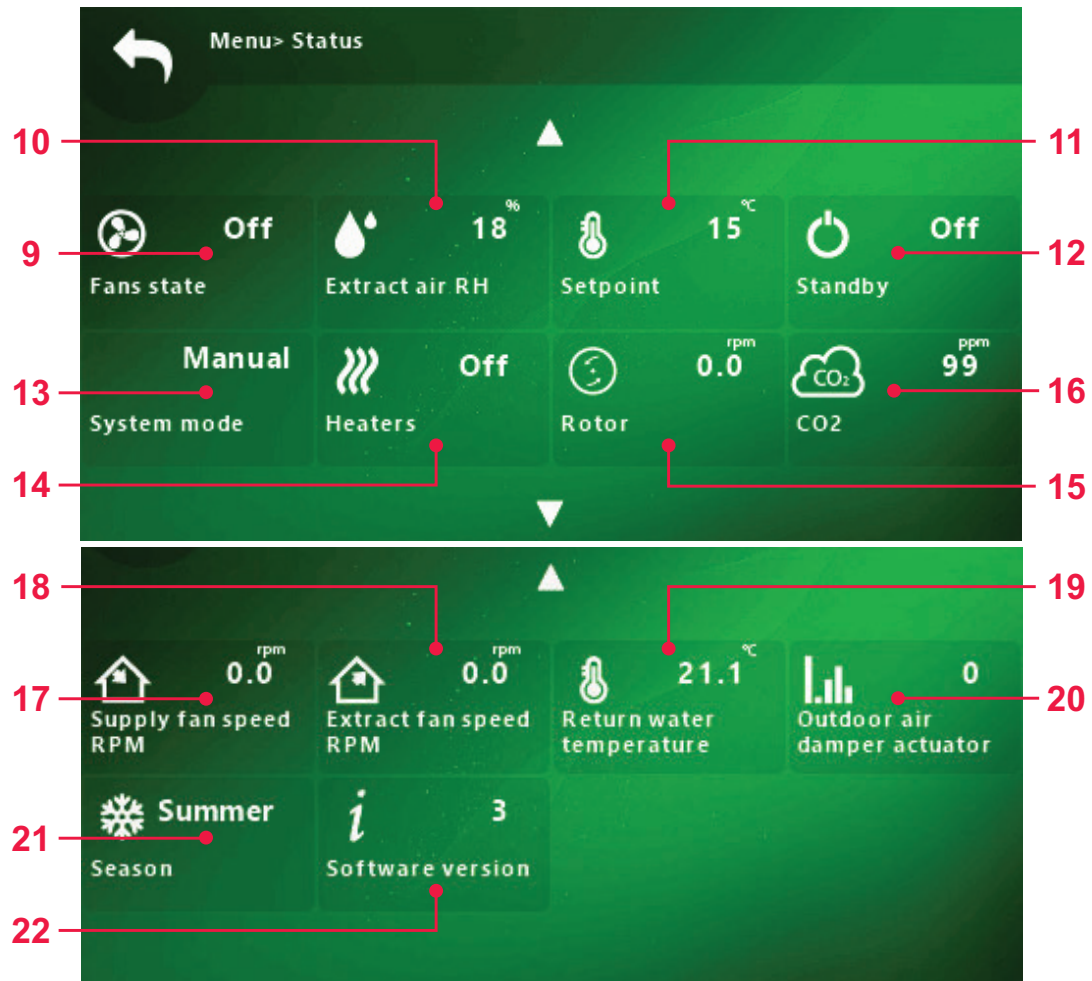 Menu> Status
10
11
% °C
Off 18 15 Off
9
12
Fans state Extract air RH Setpoint Standby
rpm ppm
Manual Off 0.0 99
13
CO2
16
System mode Heaters Rotor CO2
14
15
18
19
rpm rpm °C
0.0 0.0 21.1 0
17
20
Supply fan speed Extract fan speed Return water Outdoor air
RPM RPM temperature damper actuator
Summer i 3
21
Season Software version
22